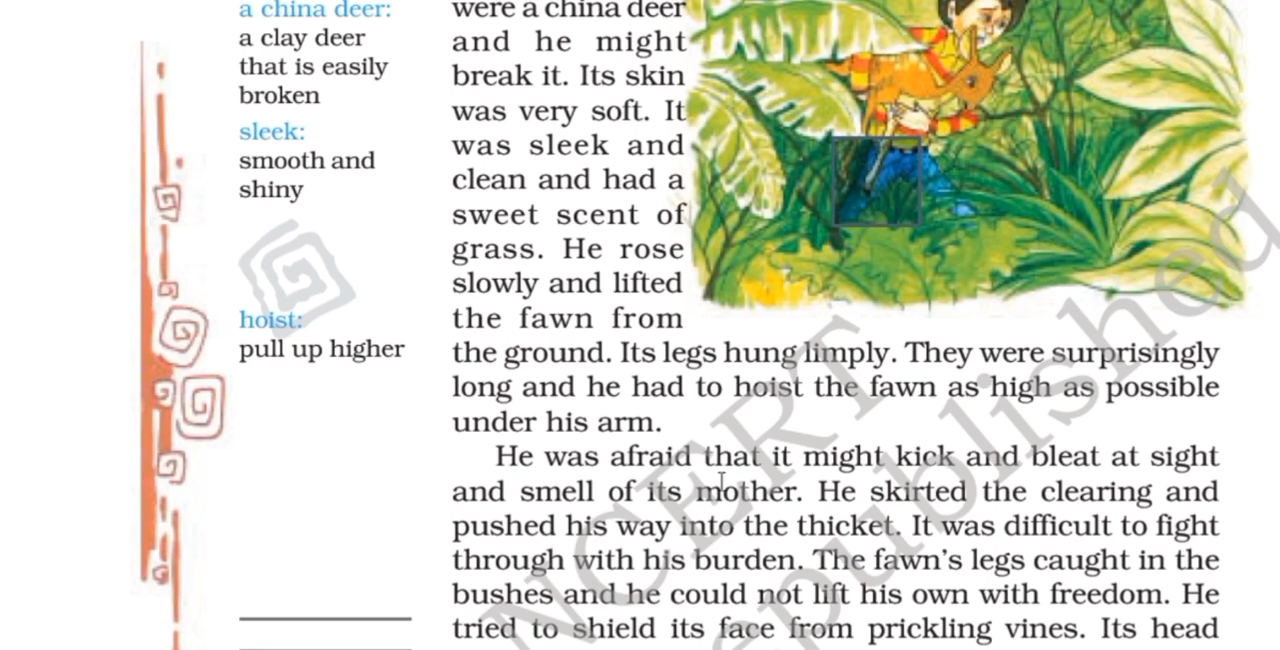 a china deer:
a clay deer
that is easily
broken
sleek:
smooth and
shiny
hoist:
pull up higher
were a china deer
and he might
break it. Its skin
was very soft. It
was sleek and
clean and had a
sweet scent of
grass. He rose
slowly and lifted
the fawn from
the ground. Its legs hung limply. They were surprisingly
long and he had to hoist the fawn as high as possible
under his arm.
He was afraid that it might kick and bleat at sight
and smell of its mother. He skirted the clearing and
pushed his way into the thicket. It was difficult to fight
through with his burden. The fawn's legs caught in the
bushes and he could not lift his own with freedom. He
tried to shield its face from prickling vines. Its head
NCERT
republished